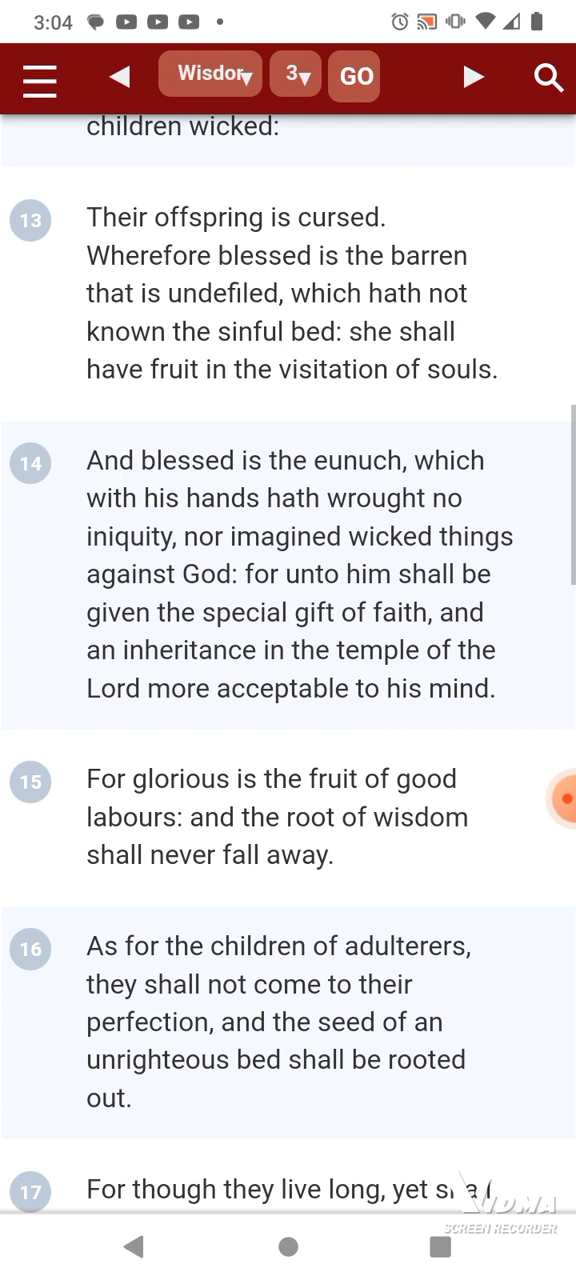 3:04
Wisdor 3 GO
children wicked:
13 Their offspring is cursed.
Wherefore blessed is the barren
that is undefiled, which hath not
known the sinful bed: she shall
have fruit in the visitation of souls.
14 And blessed is the eunuch, which
with his hands hath wrought no
iniquity, nor imagined wicked things
against God: for unto him shall be
given the special gift of faith, and
an inheritance in the temple of the
Lord more acceptable to his mind.
15 For glorious is the fruit of good
labours: and the root of wisdom
shall never fall away.
16 As for the children of adulterers,
they shall not come to their
perfection, and the seed of an
unrighteous bed shall be rooted
out.
17 For though they live long, yet
VIDMA
SCREEN RECORDER